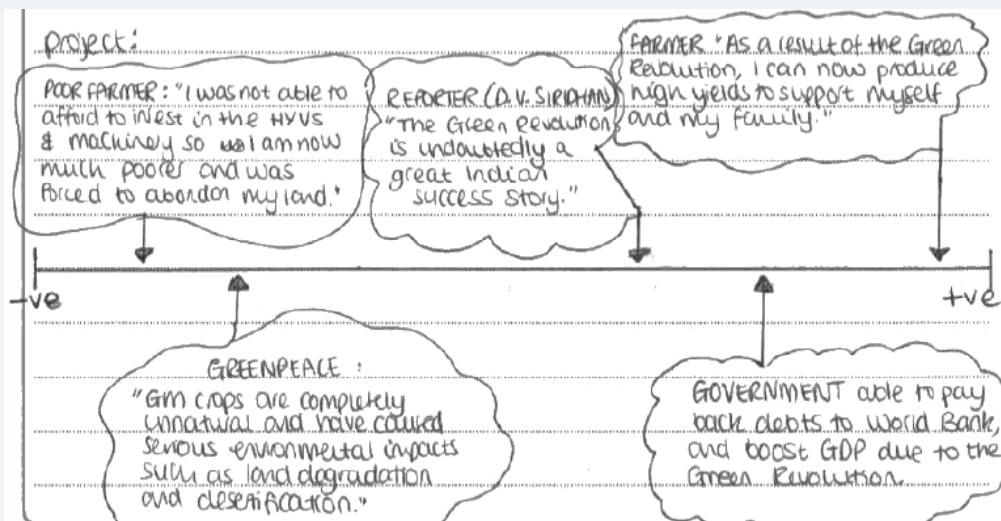 project:
POOR FARMER: "I was not able to
afford to invest in the HYVS
& machinery so I am now
much poorer and was
forced to abandon my land."
REPORTER (D.V. SIRIDHAN)
"The Green Revolution
is undoubtedly a
great Indian
success story."
FARMER "As a result of the Green
Revolution, I can now produce
high yields to support myself
and my family."
-ve
+ve
GREENPEACE :
"Gm crops are completely
unnatural and have caused
serious environmental impacts
such as land degradation
and desertification."
GOVERNMENT able to pay
back debts to World Bank,
and boost GDP due to the
Green Revolution.